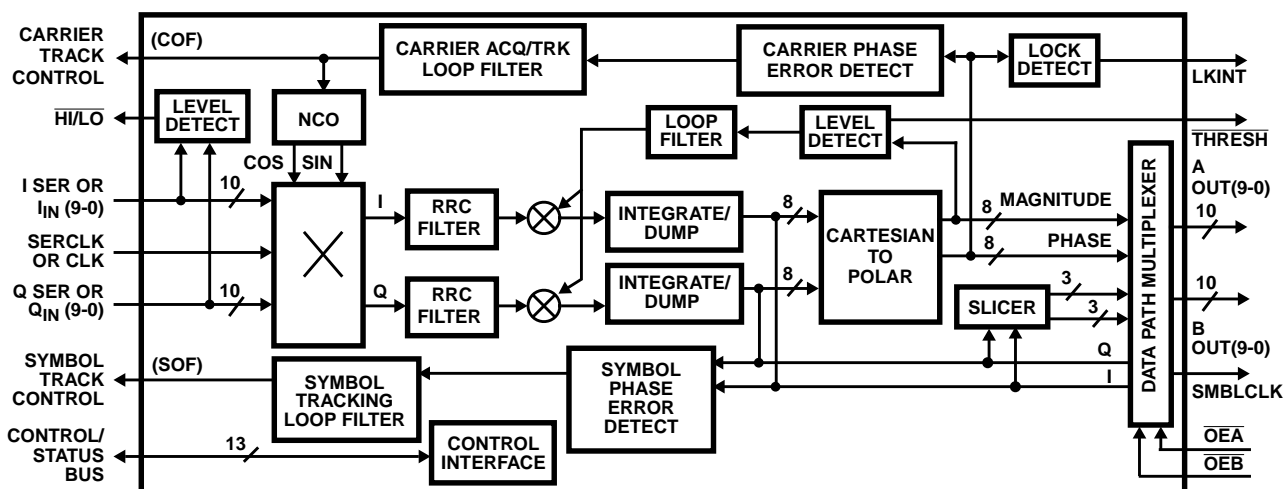 CARRIER
TRACK
CONTROL
(COF)
CARRIER ACQ/TRK
LOOP FILTER
CARRIER PHASE
ERROR DETECT
LOCK
DETECT
LKINT
HI/LO
LEVEL
DETECT
NCO
LOOP
FILTER
LEVEL
DETECT
THRESH
COS
SIN
I SER OR
IIN (9-0)
10
I
RRC
FILTER
INTEGRATE/
DUMP
8
CARTESIAN
TO
POLAR
8
MAGNITUDE
DATA PATH MULTIPLEXER
A
OUT(9-0)
10
SERCLK
OR CLK
8
PHASE
Q SER OR
QIN (9-0)
10
Q
RRC
FILTER
INTEGRATE/
DUMP
8
SLICER
3
3
10
B
OUT(9-0)
SYMBOL
TRACK
CONTROL
(SOF)
SYMBOL
TRACKING
LOOP FILTER
SYMBOL
PHASE
ERROR
DETECT
Q
I
SMBLCLK
CONTROL/
STATUS
BUS
13
CONTROL
INTERFACE
OEA
OEB